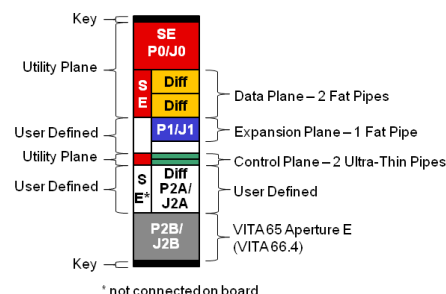 Key
SE
P0/J0
Utility Plane
S
E
Diff
Diff
Data Plane – 2 Fat Pipes
User Defined
P1/J1
Expansion Plane – 1 Fat Pipe
Utility Plane
Control Plane – 2 Ultra-Thin Pipes
User Defined
S
E*
Diff
P2A/
J2A
User Defined
P2B/
J2B
VITA 65 Aperture E
(VITA 66.4)
Key
* not connected on board